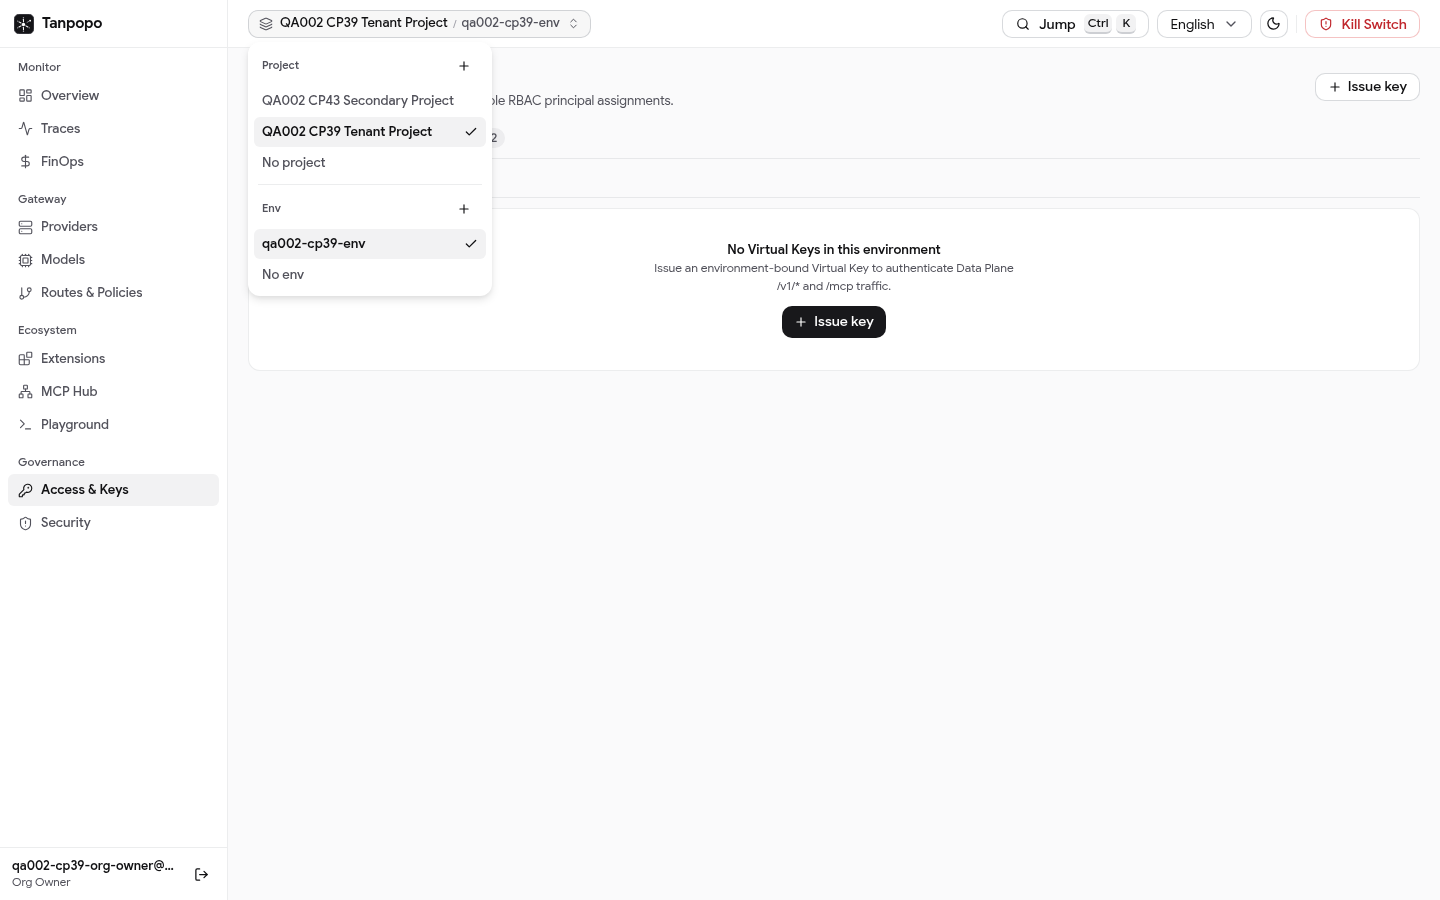 Tanpopo
QA002 CP39 Tenant Project / qa002-cp39-env
Jump Ctrl K
English
Kill Switch
Monitor
Overview
Traces
FinOps
Gateway
Providers
Models
Routes & Policies
Ecosystem
Extensions
MCP Hub
Playground
Governance
Access & Keys
Security
qa002-cp39-org-owner@...
Org Owner
Project
QA002 CP43 Secondary Project
QA002 CP39 Tenant Project
No project
Env
qa002-cp39-env
No env
RBAC principal assignments.
Issue key
2
No Virtual Keys in this environment
Issue an environment-bound Virtual Key to authenticate Data Plane
/v1/* and /mcp traffic.
Issue key